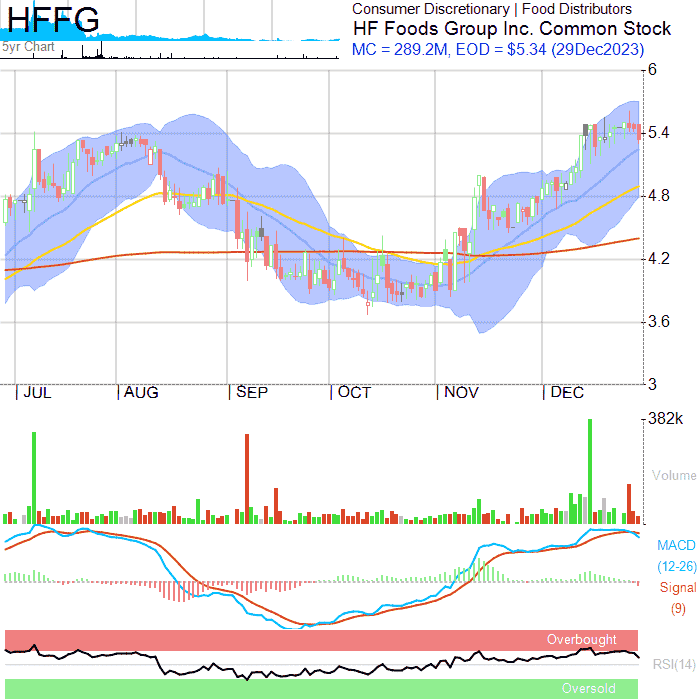 HFFG
5yr Chart
Consumer Discretionary | Food Distributors
HF Foods Group Inc. Common Stock
MC = 289.2M, EOD = $5.34 (29Dec2023)
6
5.4
4.8
4.2
3.6
3
JUL AUG SEP OCT NOV DEC
382k
Volume
MACD
(12-26)
Signal
(9)
Overbought
RSI(14)
Oversold